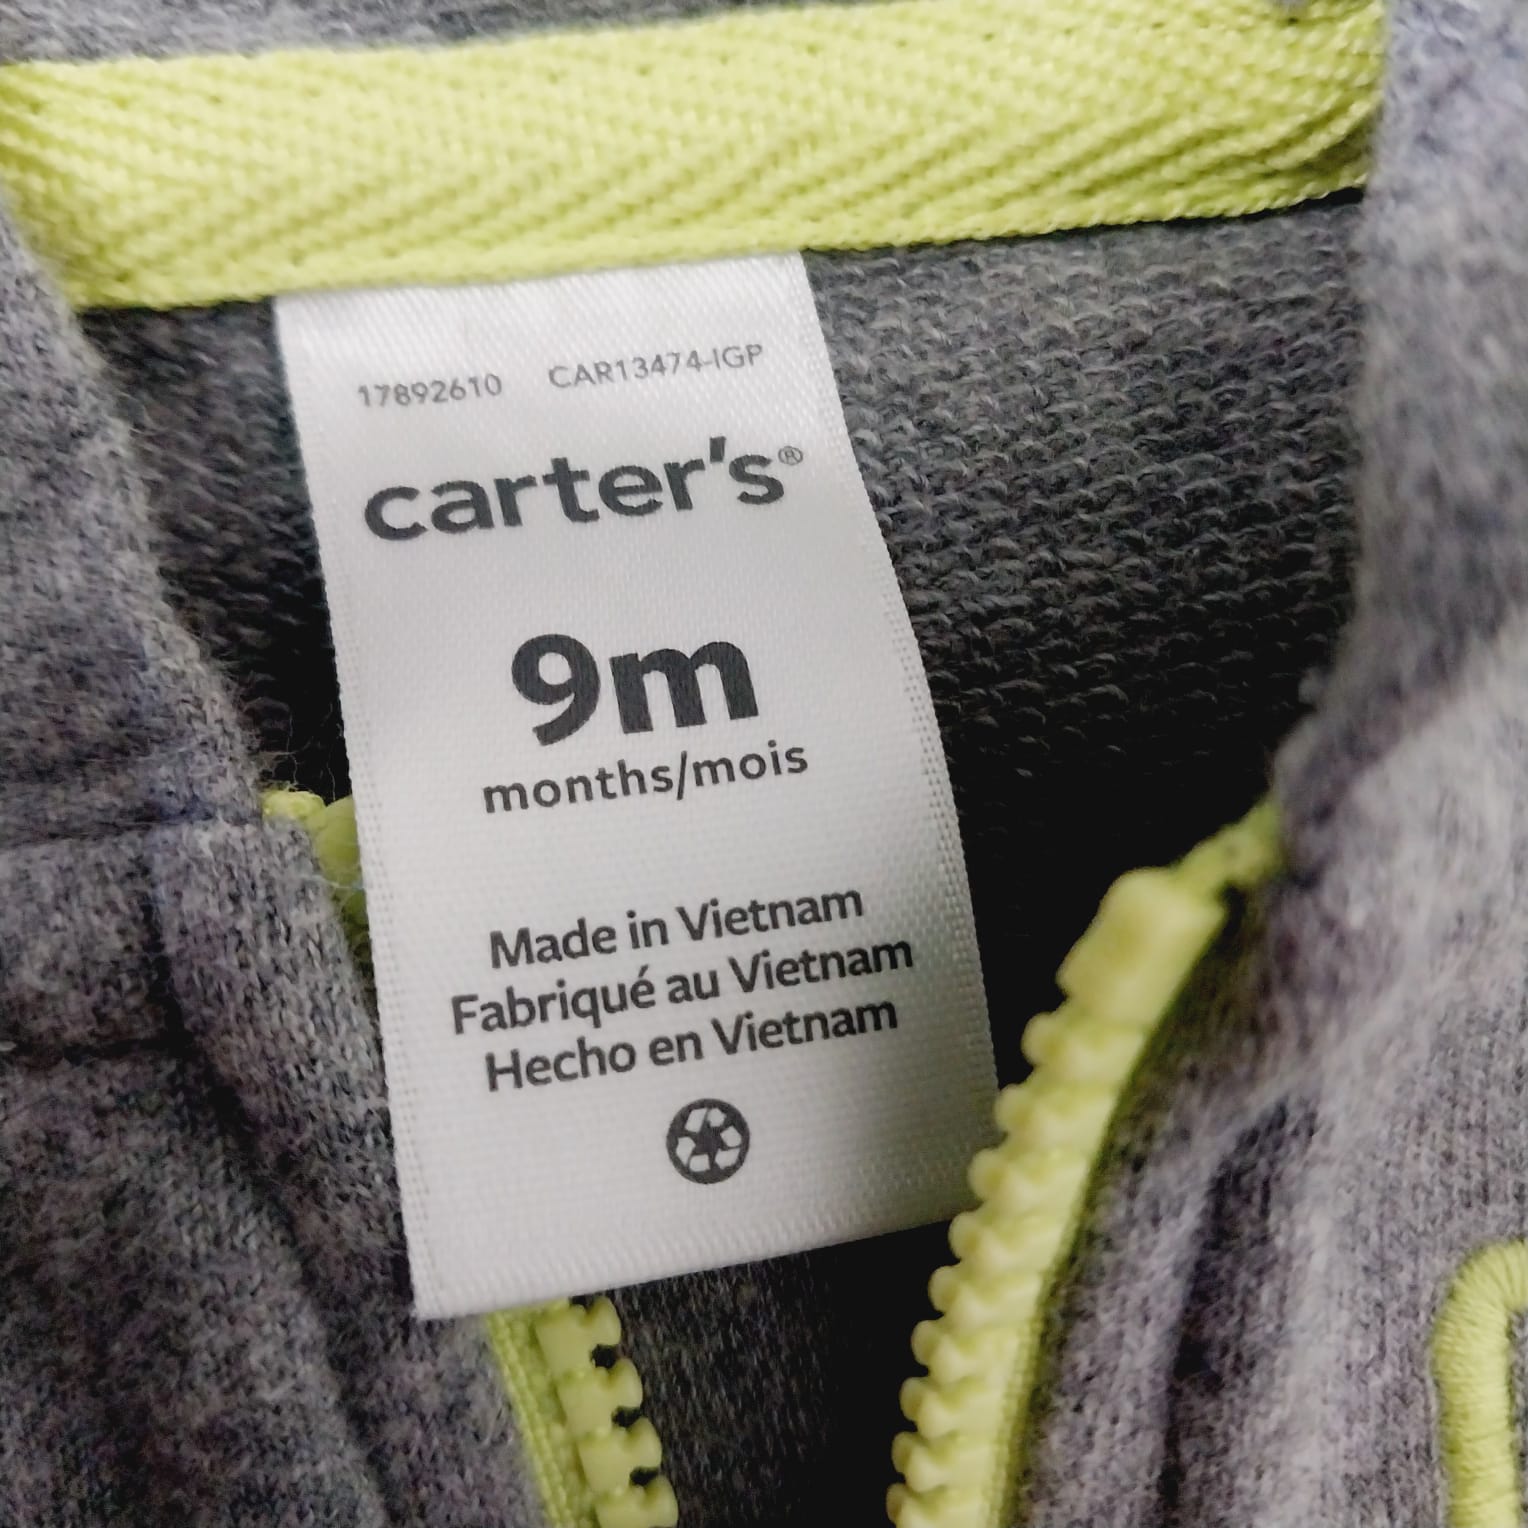 17892610 CAR13474-IGP
carter's®
9m
months/mois
Made in Vietnam
Fabriqué au Vietnam
Hecho en Vietnam